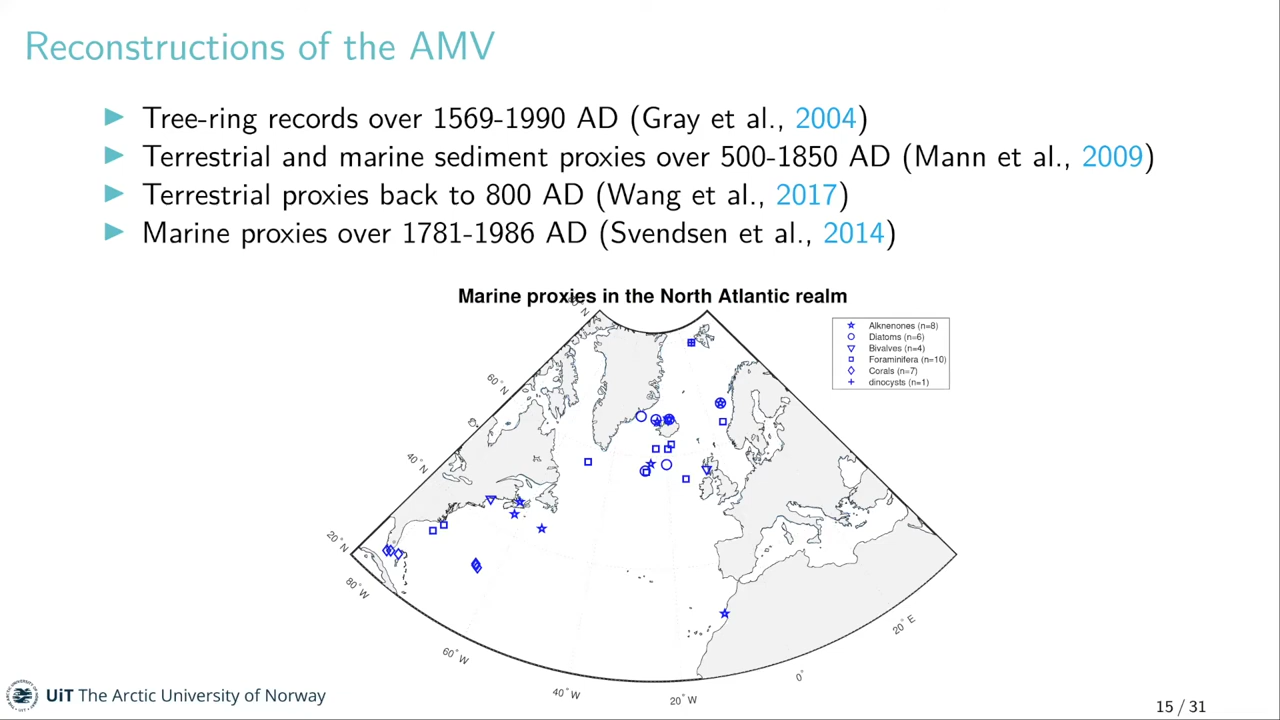 Reconstructions of the AMV
Tree-ring records over 1569-1990 AD (Gray et al., 2004)
Terrestrial and marine sediment proxies over 500-1850 AD (Mann et al., 2009)
Terrestrial proxies back to 800 AD (Wang et al., 2017)
Marine proxies over 1781-1986 AD (Svendsen et al., 2014)
Marine proxies in the North Atlantic realm
Alknenones (n=8)
Diatoms (n=6)
Bivalves (n=4)
Foraminifera (n=10)
Corals (n=7)
dinocysts (n=1)
60° N
40° N
20° N
80° W
60° W
40° W
20° W
0°
20° E
UiT The Arctic University of Norway
15 / 31